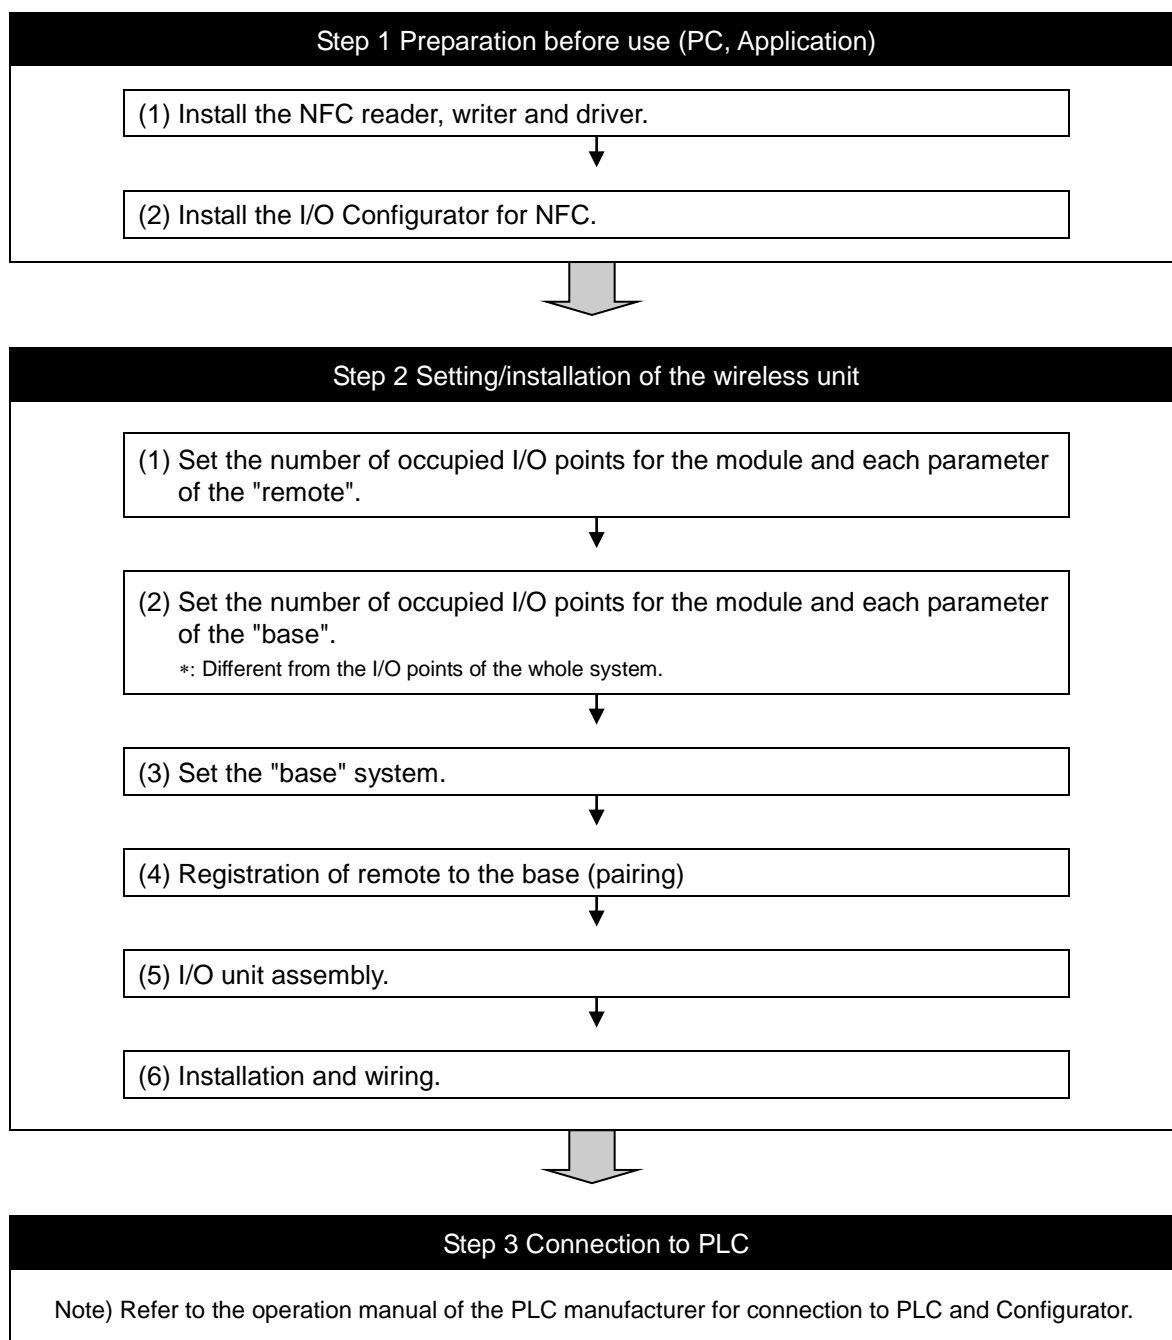 Step 1 Preparation before use (PC, Application)
(1) Install the NFC reader, writer and driver.
(2) Install the I/O Configurator for NFC.
Step 2 Setting/installation of the wireless unit
(1) Set the number of occupied I/O points for the module and each parameter
of the "remote".
(2) Set the number of occupied I/O points for the module and each parameter
of the "base".
*: Different from the I/O points of the whole system.
(3) Set the "base" system.
(4) Registration of remote to the base (pairing)
(5) I/O unit assembly.
(6) Installation and wiring.
Step 3 Connection to PLC
Note) Refer to the operation manual of the PLC manufacturer for connection to PLC and Configurator.